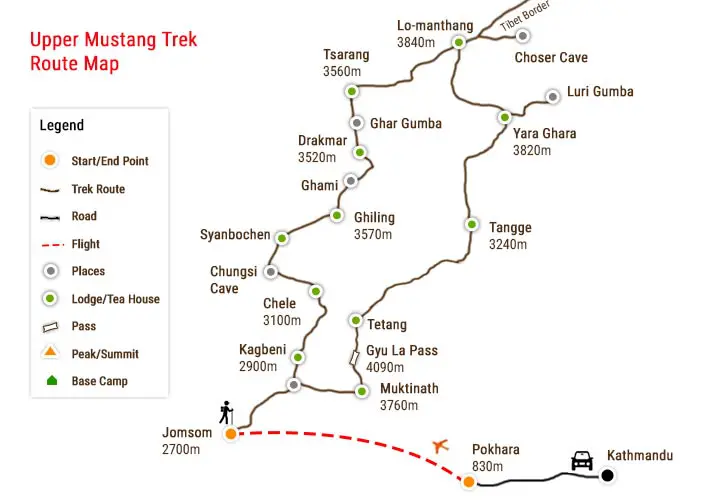 Upper Mustang Trek
Route Map
Legend
Start/End Point
Trek Route
Road
Flight
Places
Lodge/Tea House
Pass
Peak/Summit
Base Camp
Tibet Border
Lo-manthang
3840m
Choser Cave
Tsarang
3560m
Luri Gumba
Ghar Gumba
Yara Ghara
3820m
Drakmar
3520m
Ghami
Ghiling
3570m
Syanbochen
Tangge
3240m
Chungsi
Cave
Chele
3100m
Tetang
Kagbeni
2900m
Gyu La Pass
4090m
Muktinath
3760m
Jomsom
2700m
Pokhara
830m
Kathmandu